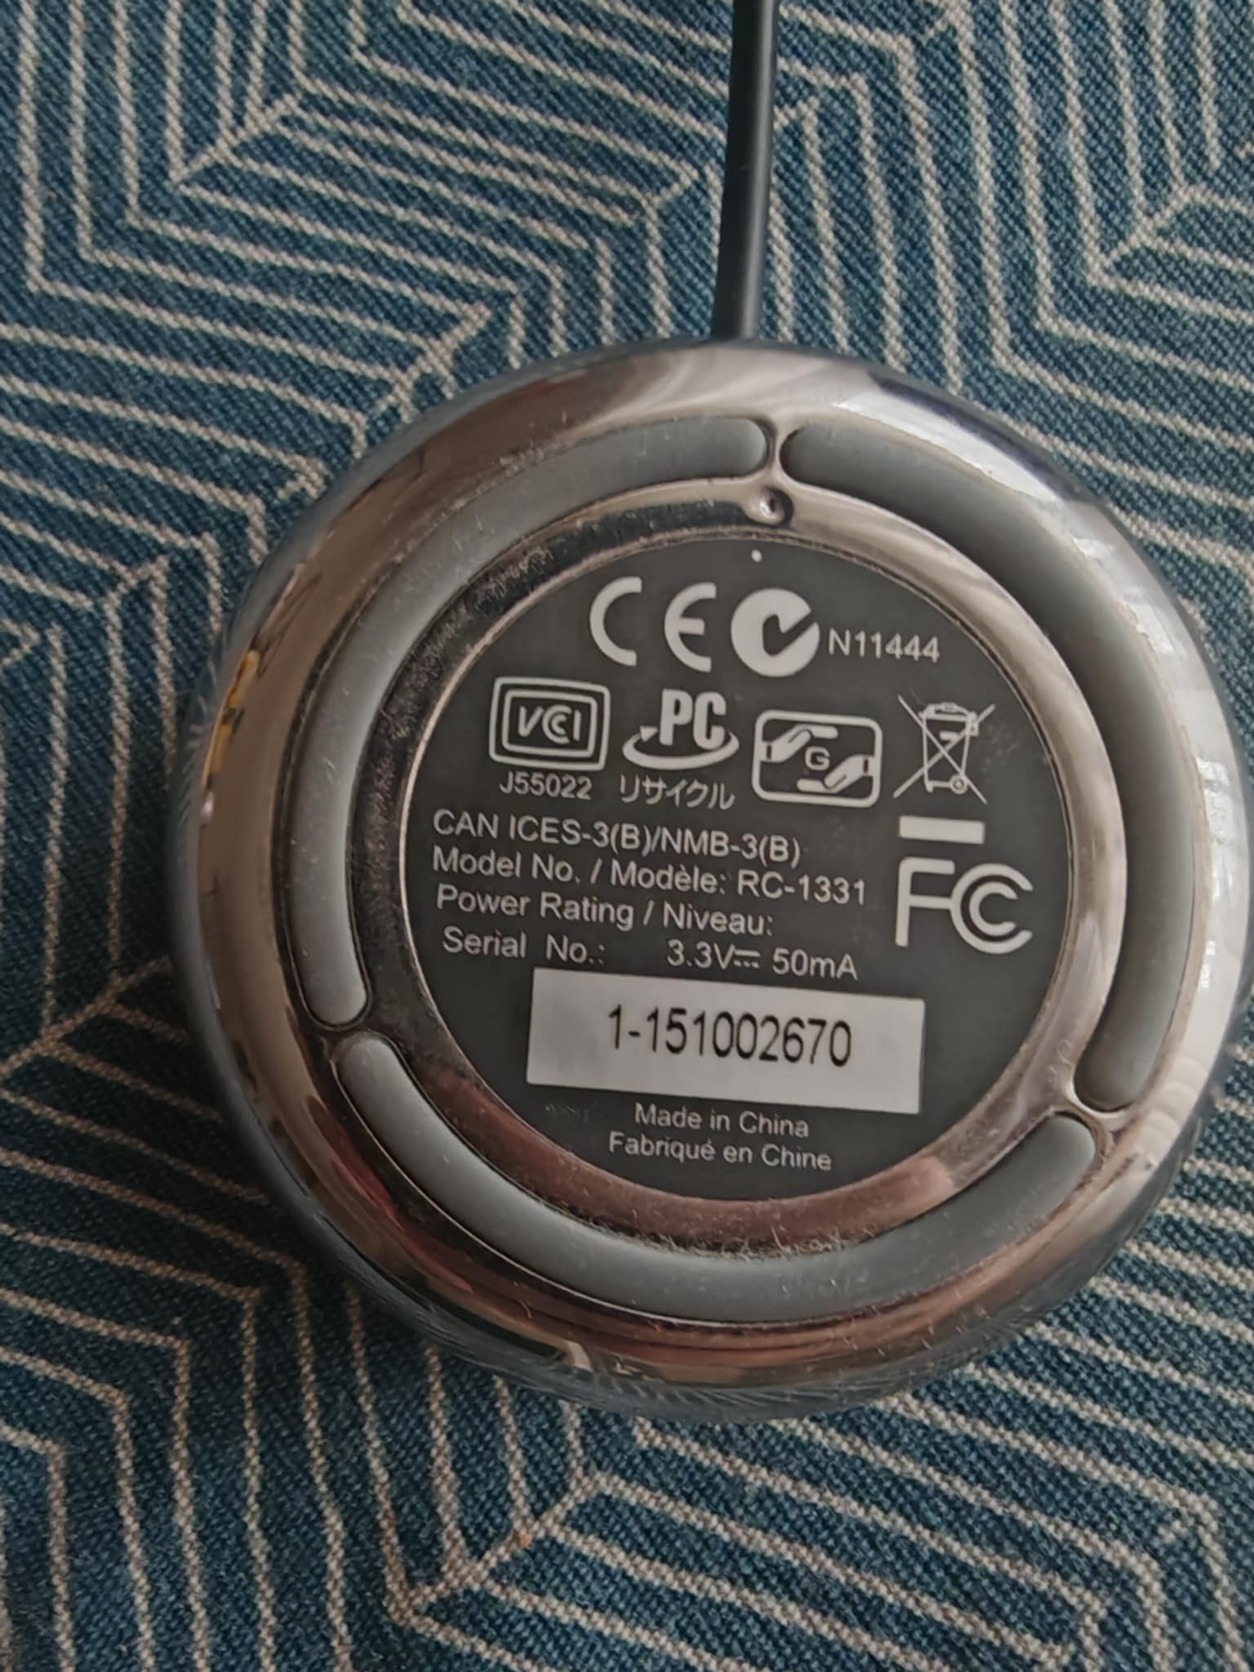 CE N11444
VCI PC G
J55022 リサイクル
CAN ICES-3(B)/NMB-3(B)
Model No. / Modèle: RC-1331
FC
Power Rating / Niveau:
Serial No.: 3.3V⎓ 50mA
1-151002670
Made in China
Fabriqué en Chine